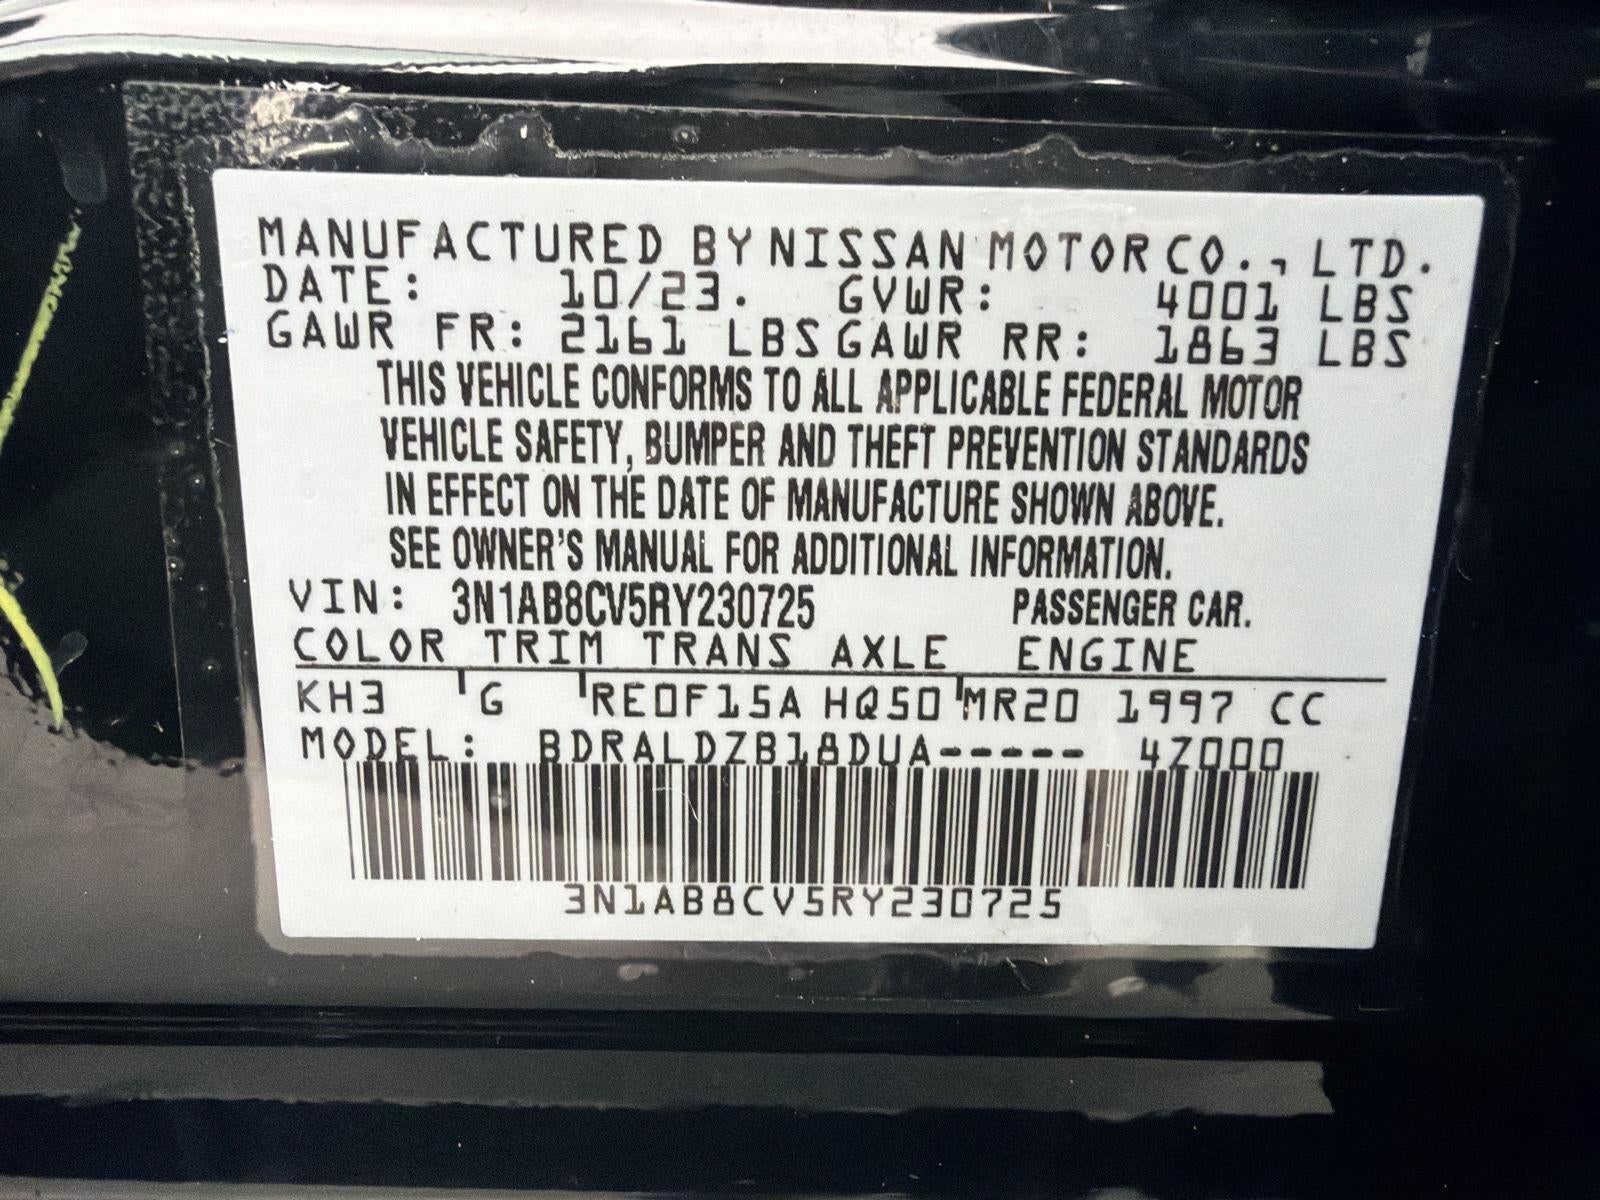 MANUFACTURED BY NISSAN MOTOR CO., LTD.
DATE: 10/23. GVWR: 4001 LBS
GAWR FR: 2161 LBS GAWR RR: 1863 LBS
THIS VEHICLE CONFORMS TO ALL APPLICABLE FEDERAL MOTOR
VEHICLE SAFETY, BUMPER AND THEFT PREVENTION STANDARDS
IN EFFECT ON THE DATE OF MANUFACTURE SHOWN ABOVE.
SEE OWNER'S MANUAL FOR ADDITIONAL INFORMATION.
VIN: 3N1AB8CV5RY230725 PASSENGER CAR.
COLOR TRIM TRANS AXLE ENGINE
KH3 G RE0F15A HQ50 MR20 1997 CC
MODEL: BDRALDZB18DUA----- 4Z000
3N1AB8CV5RY230725